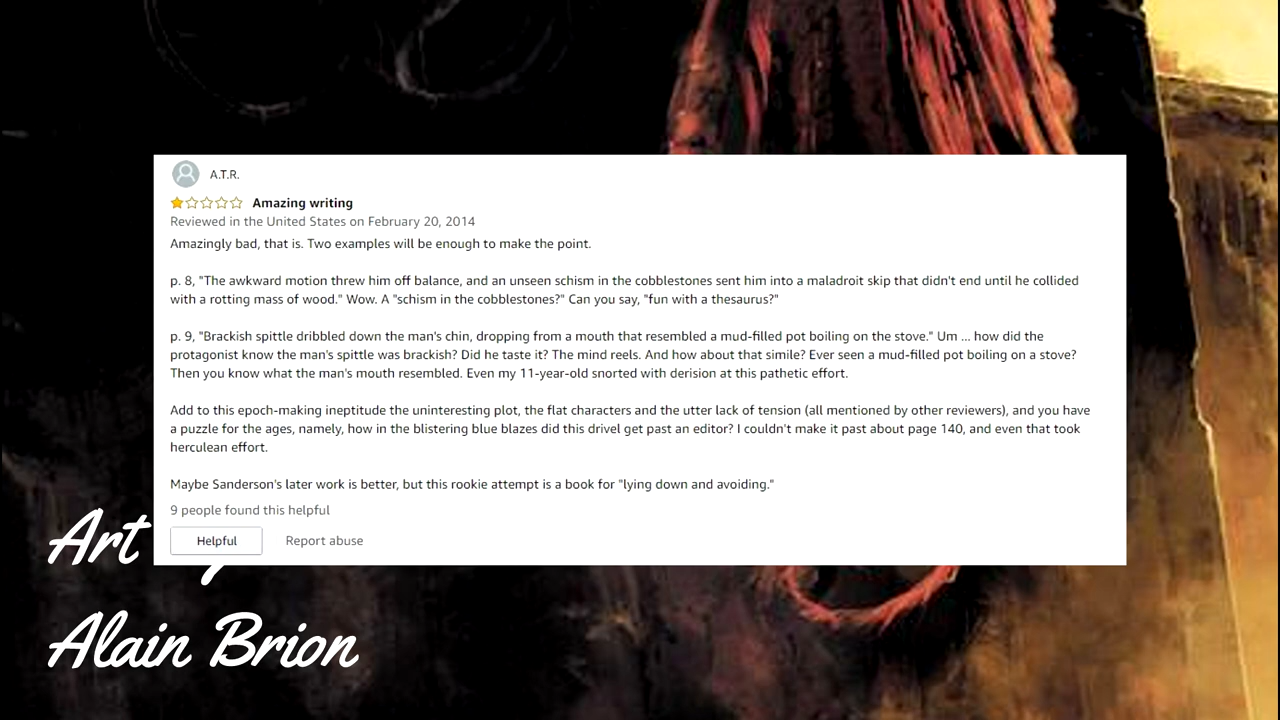 A.T.R.
Amazing writing
Reviewed in the United States on February 20, 2014
Amazingly bad, that is. Two examples will be enough to make the point.
p. 8, "The awkward motion threw him off balance, and an unseen schism in the cobblestones sent him into a maladroit skip that didn't end until he collided
with a rotting mass of wood." Wow. A "schism in the cobblestones?" Can you say, "fun with a thesaurus?"
p. 9, "Brackish spittle dribbled down the man's chin, dropping from a mouth that resembled a mud-filled pot boiling on the stove." Um ... how did the
protagonist know the man's spittle was brackish? Did he taste it? The mind reels. And how about that simile? Ever seen a mud-filled pot boiling on a stove?
Then you know what the man's mouth resembled. Even my 11-year-old snorted with derision at this pathetic effort.
Add to this epoch-making ineptitude the uninteresting plot, the flat characters and the utter lack of tension (all mentioned by other reviewers), and you have
a puzzle for the ages, namely, how in the blistering blue blazes did this drivel get past an editor? I couldn't make it past about page 140, and even that took
herculean effort.
Maybe Sanderson's later work is better, but this rookie attempt is a book for "lying down and avoiding."
9 people found this helpful
Helpful
Report abuse
Art
Alain Brion